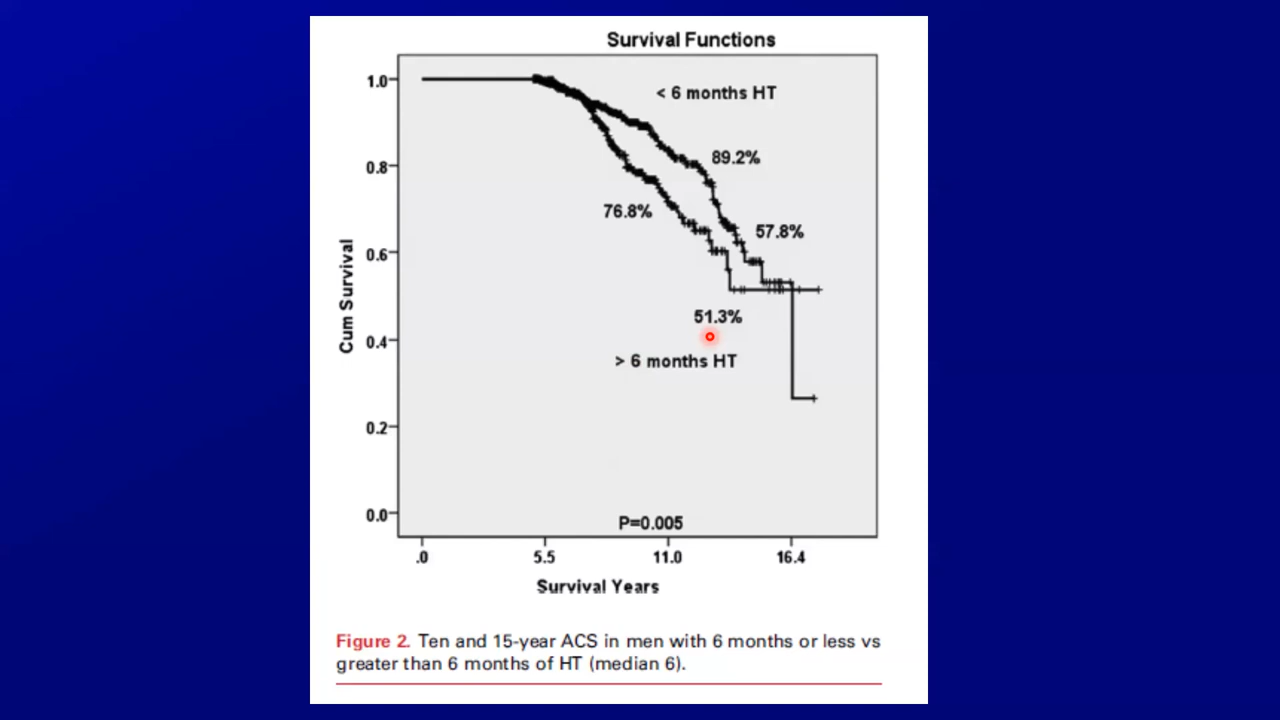 Survival Functions
1.0
< 6 months HT
0.8
89.2%
76.8%
57.8%
0.6
Cum Survival
51.3%
0.4
> 6 months HT
0.2
0.0
P=0.005
.0 5.5 11.0 16.4
Survival Years
Figure 2. Ten and 15-year ACS in men with 6 months or less vs
greater than 6 months of HT (median 6).